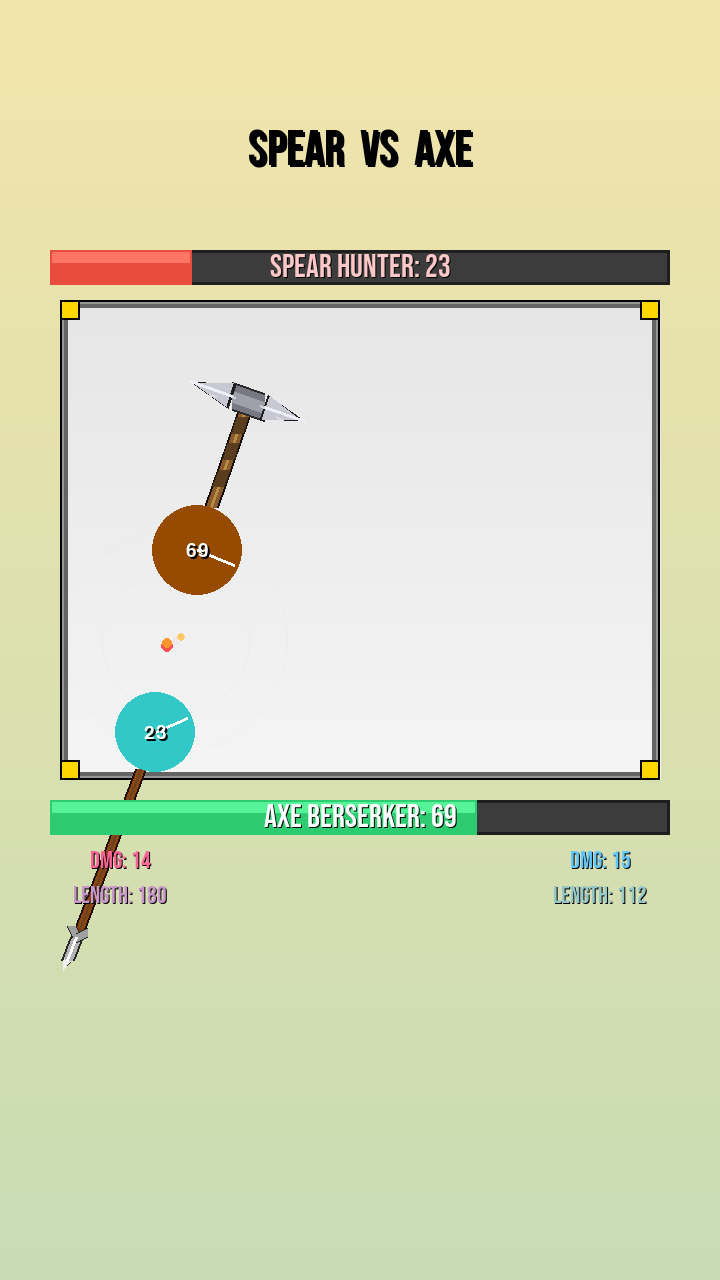 SPEAR VS AXE
SPEAR HUNTER: 23
69
23
AXE BERSERKER: 69
DMG: 14
DMG: 15
LENGTH: 180
LENGTH: 112